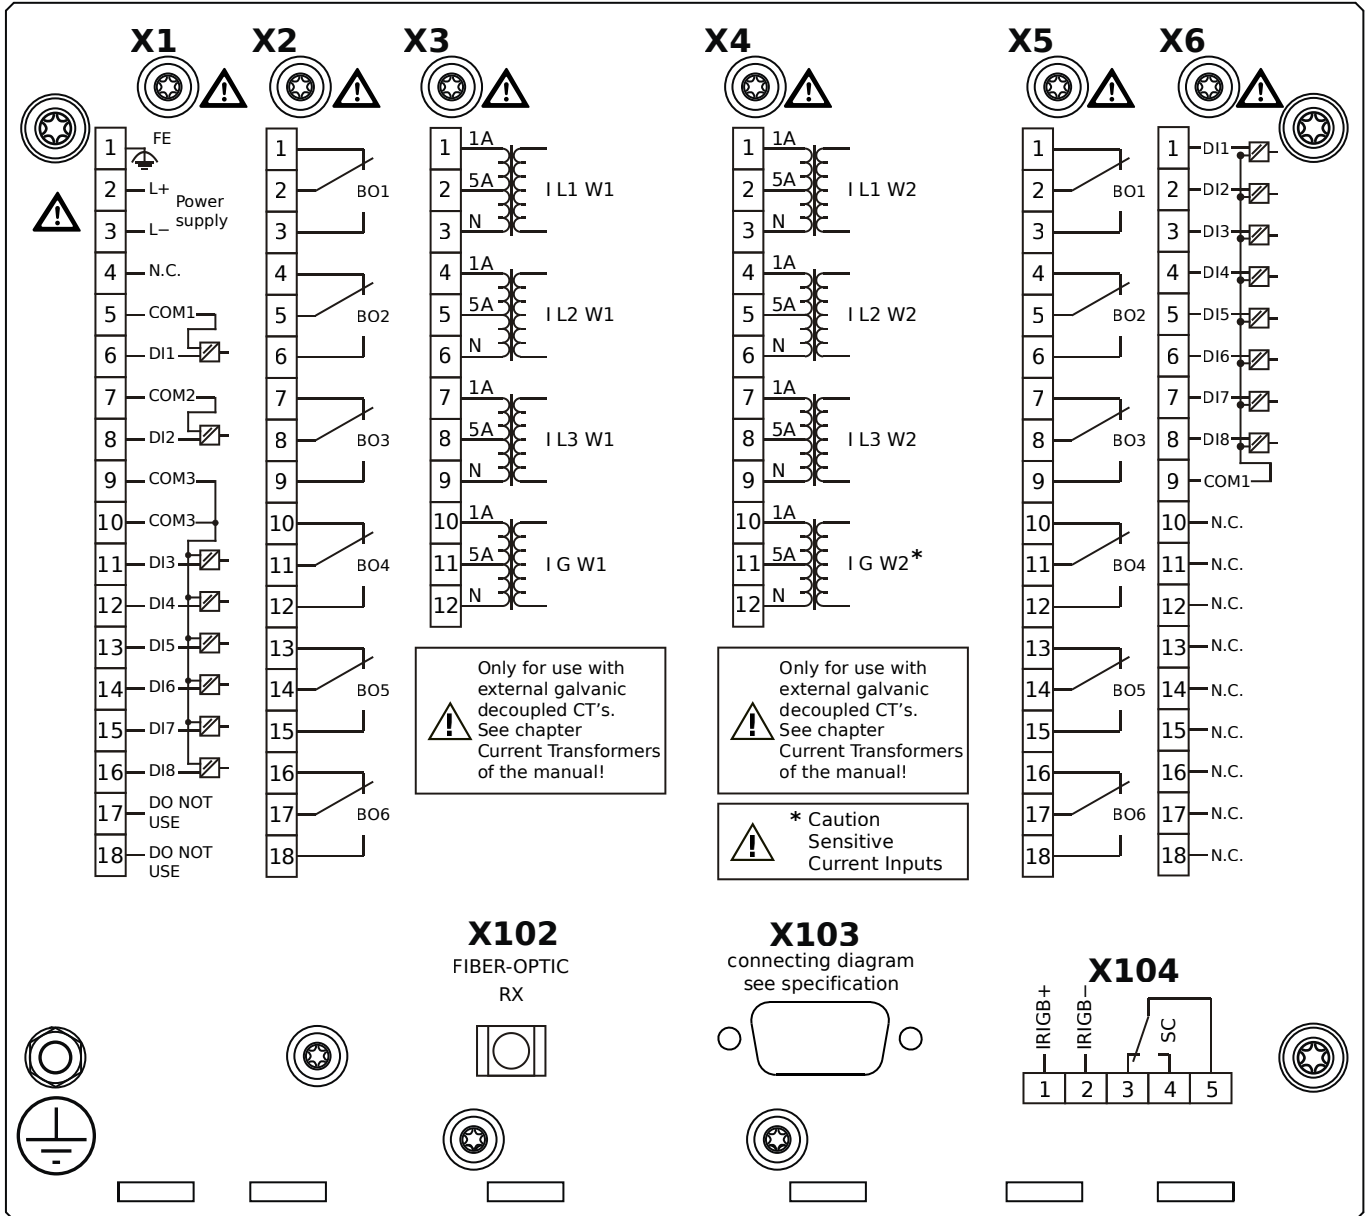 X1
X2
X3
X4
X5
X6
1 FE
2 L+
Power
supply
3 L−
4 N.C.
5 COM1
6 DI1
7 COM2
8 DI2
9 COM3
10 COM3
11 DI3
12 DI4
13 DI5
14 DI6
15 DI7
16 DI8
17 DO NOT
USE
18 DO NOT
USE
1
2 BO1
3
4
5 BO2
6
7
8 BO3
9
10
11 BO4
12
13
14 BO5
15
16
17 BO6
18
1 1A
2 5A I L1 W1
3 N
4 1A
5 5A I L2 W1
6 N
7 1A
8 5A I L3 W1
9 N
10 1A
11 5A I G W1
12 N
Only for use with
external galvanic
decoupled CT's.
See chapter
Current Transformers
of the manual!
1 1A
2 5A I L1 W2
3 N
4 1A
5 5A I L2 W2
6 N
7 1A
8 5A I L3 W2
9 N
10 1A
11 5A I G W2*
12 N
Only for use with
external galvanic
decoupled CT's.
See chapter
Current Transformers
of the manual!
* Caution
Sensitive
Current Inputs
1
2 BO1
3
4
5 BO2
6
7
8 BO3
9
10
11 BO4
12
13
14 BO5
15
16
17 BO6
18
1 DI1
2 DI2
3 DI3
4 DI4
5 DI5
6 DI6
7 DI7
8 DI8
9 COM1
10 N.C.
11 N.C.
12 N.C.
13 N.C.
14 N.C.
15 N.C.
16 N.C.
17 N.C.
18 N.C.
X102
FIBER-OPTIC
RX
X103
connecting diagram
see specification
X104
IRIGB+
IRIGB−
SC
1 2 3 4 5